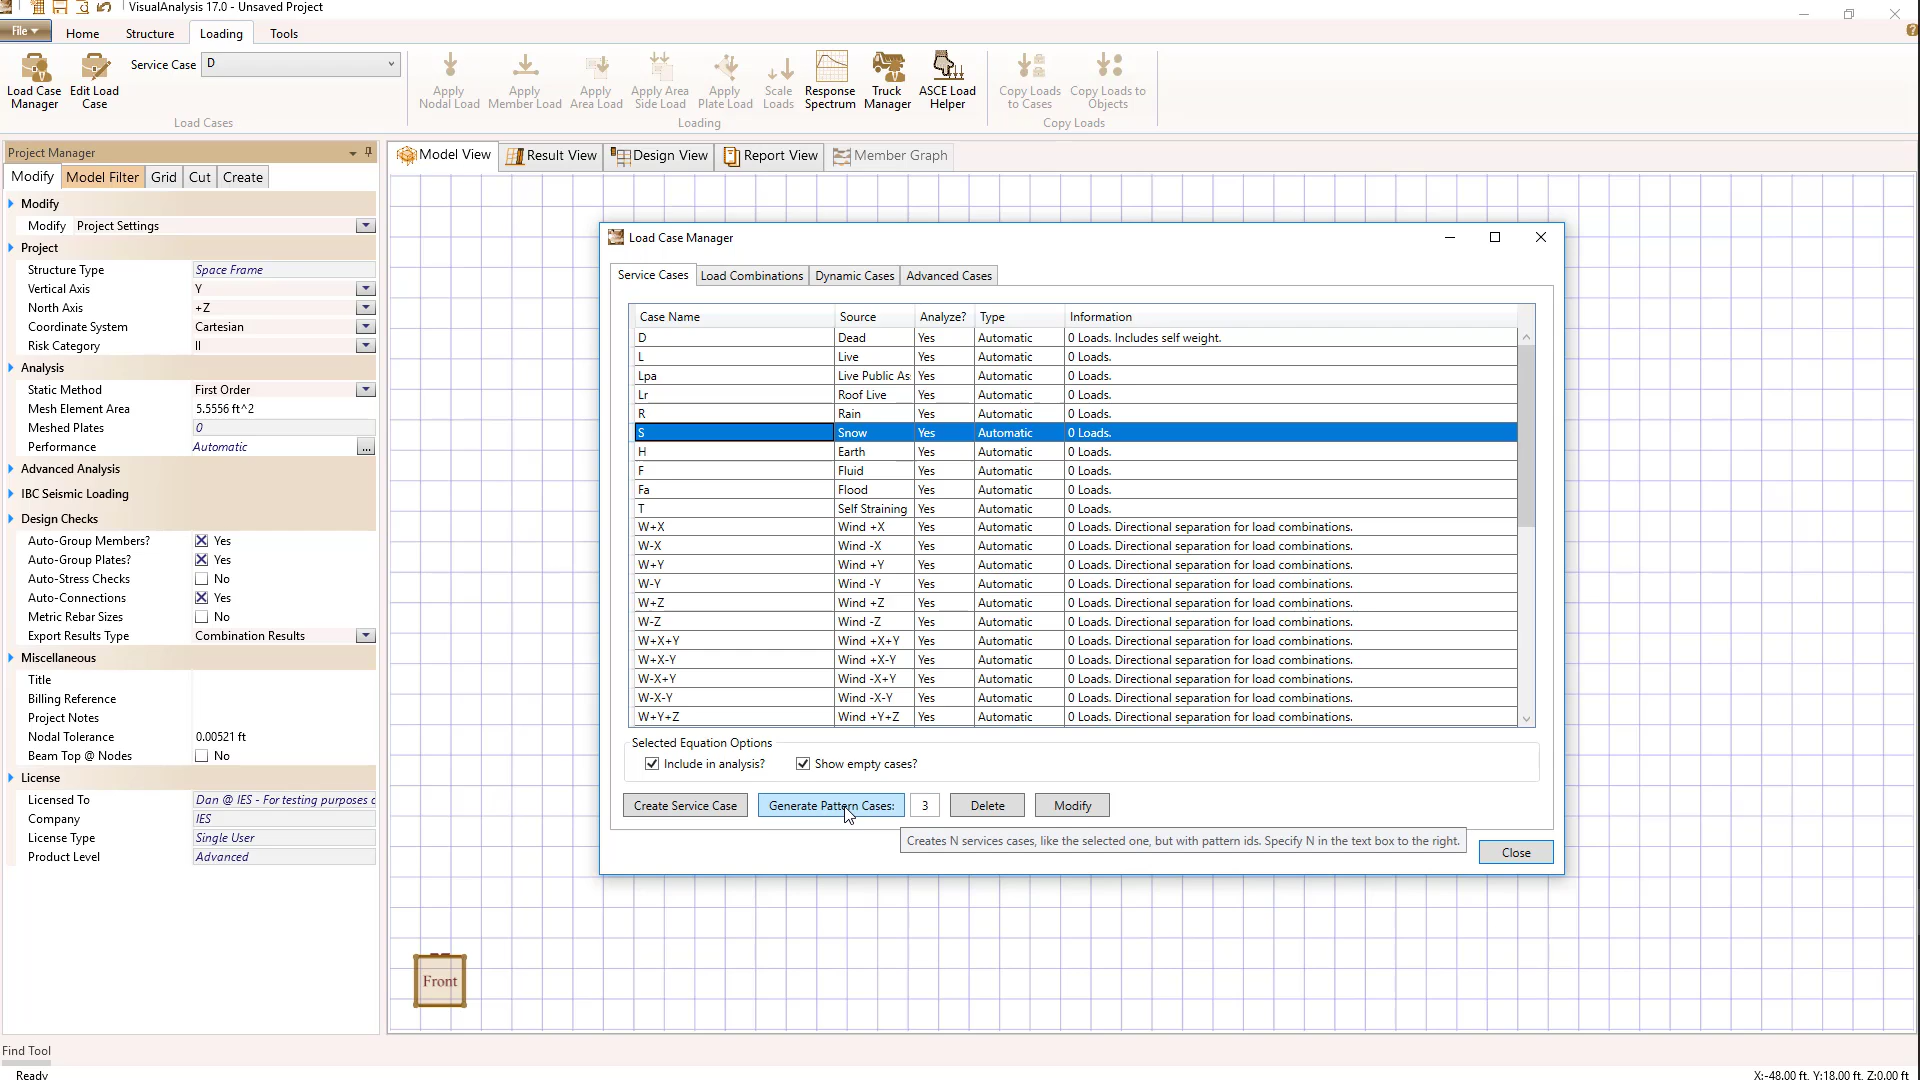 VisualAnalysis 17.0 - Unsaved Project
File Home Structure Loading Tools
Load Case Manager
Edit Load Case
Service Case D
Apply Nodal Load
Apply Member Load
Apply Area Load
Apply Area Side Load
Apply Plate Load
Scale Loads
Response Spectrum
Truck Manager
ASCE Load Helper
Copy Loads to Cases
Copy Loads to Objects
Load Cases Loading Copy Loads
Project Manager
Modify Model Filter Grid Cut Create
Modify
Modify Project Settings
Project
Structure Type Space Frame
Vertical Axis Y
North Axis +Z
Coordinate System Cartesian
Risk Category II
Analysis
Static Method First Order
Mesh Element Area 5.5556 ft^2
Meshed Plates 0
Performance Automatic ...
Advanced Analysis
IBC Seismic Loading
Design Checks
Auto-Group Members? Yes
Auto-Group Plates? Yes
Auto-Stress Checks No
Auto-Connections Yes
Metric Rebar Sizes No
Export Results Type Combination Results
Miscellaneous
Title
Billing Reference
Project Notes
Nodal Tolerance 0.00521 ft
Beam Top @ Nodes No
License
Licensed To Dan @ IES - For testing purposes c
Company IES
License Type Single User
Product Level Advanced
Model View Result View Design View Report View Member Graph
Load Case Manager
Service Cases Load Combinations Dynamic Cases Advanced Cases
Case Name Source Analyze? Type Information
D Dead Yes Automatic 0 Loads. Includes self weight.
L Live Yes Automatic 0 Loads.
Lpa Live Public As Yes Automatic 0 Loads.
Lr Roof Live Yes Automatic 0 Loads.
R Rain Yes Automatic 0 Loads.
S Snow Yes Automatic 0 Loads.
H Earth Yes Automatic 0 Loads.
F Fluid Yes Automatic 0 Loads.
Fa Flood Yes Automatic 0 Loads.
T Self Straining Yes Automatic 0 Loads.
W+X Wind +X Yes Automatic 0 Loads. Directional separation for load combinations.
W-X Wind -X Yes Automatic 0 Loads. Directional separation for load combinations.
W+Y Wind +Y Yes Automatic 0 Loads. Directional separation for load combinations.
W-Y Wind -Y Yes Automatic 0 Loads. Directional separation for load combinations.
W+Z Wind +Z Yes Automatic 0 Loads. Directional separation for load combinations.
W-Z Wind -Z Yes Automatic 0 Loads. Directional separation for load combinations.
W+X+Y Wind +X+Y Yes Automatic 0 Loads. Directional separation for load combinations.
W+X-Y Wind +X-Y Yes Automatic 0 Loads. Directional separation for load combinations.
W-X+Y Wind -X+Y Yes Automatic 0 Loads. Directional separation for load combinations.
W-X-Y Wind -X-Y Yes Automatic 0 Loads. Directional separation for load combinations.
W+Y+Z Wind +Y+Z Yes Automatic 0 Loads. Directional separation for load combinations.
Selected Equation Options
Include in analysis? Show empty cases?
Create Service Case Generate Pattern Cases: 3 Delete Modify
Creates N services cases, like the selected one, but with pattern ids. Specify N in the text box to the right.
Close
Front
Find Tool
Ready X:-48.00 ft, Y:18.00 ft, Z:0.00 ft